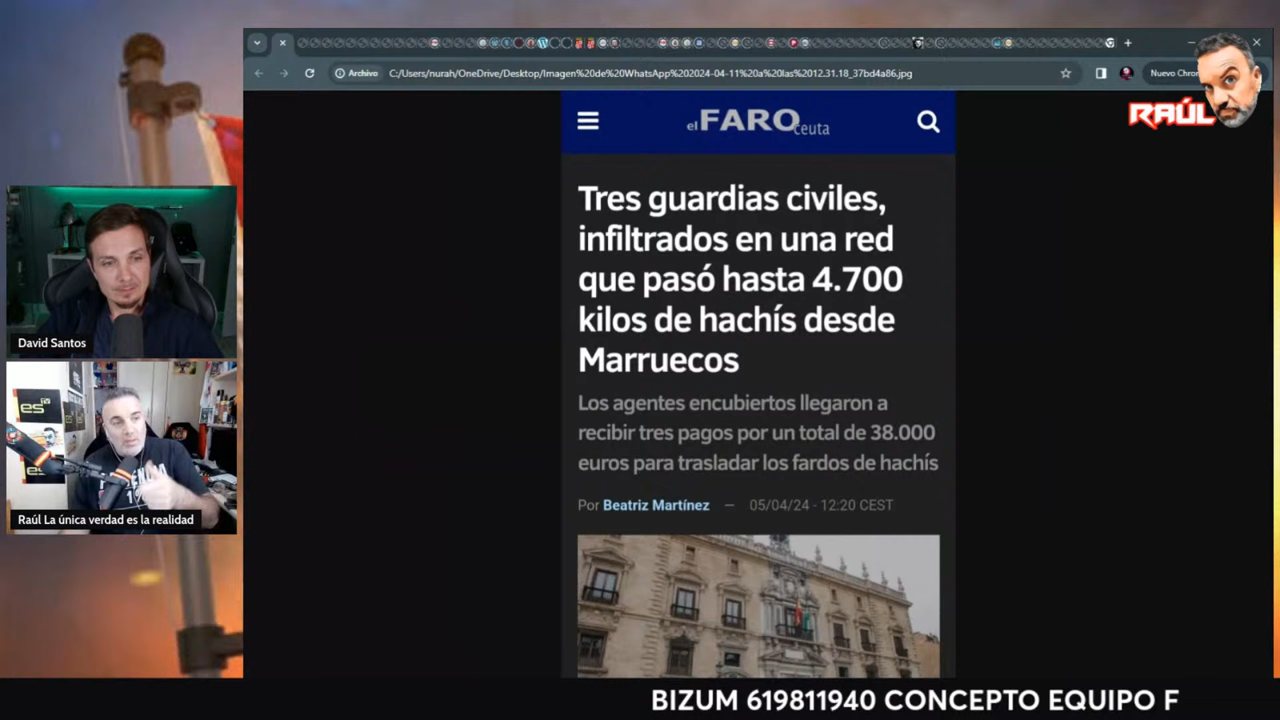 Archivo
C:/Users/nurah/OneDrive/Desktop/Imagen%20de%20WhatsApp%202024-04-11%20a%20las%2012.31.18_37bd4a86.jpg
Nuevo Chrom
RAÚL
el FARO ceuta
Tres guardias civiles,
infiltrados en una red
que pasó hasta 4.700
kilos de hachís desde
Marruecos
Los agentes encubiertos llegaron a
recibir tres pagos por un total de 38.000
euros para trasladar los fardos de hachís
Por Beatriz Martínez — 05/04/24 - 12:20 CEST
David Santos
es
es
Raúl La única verdad es la realidad
BIZUM 619811940 CONCEPTO EQUIPO F